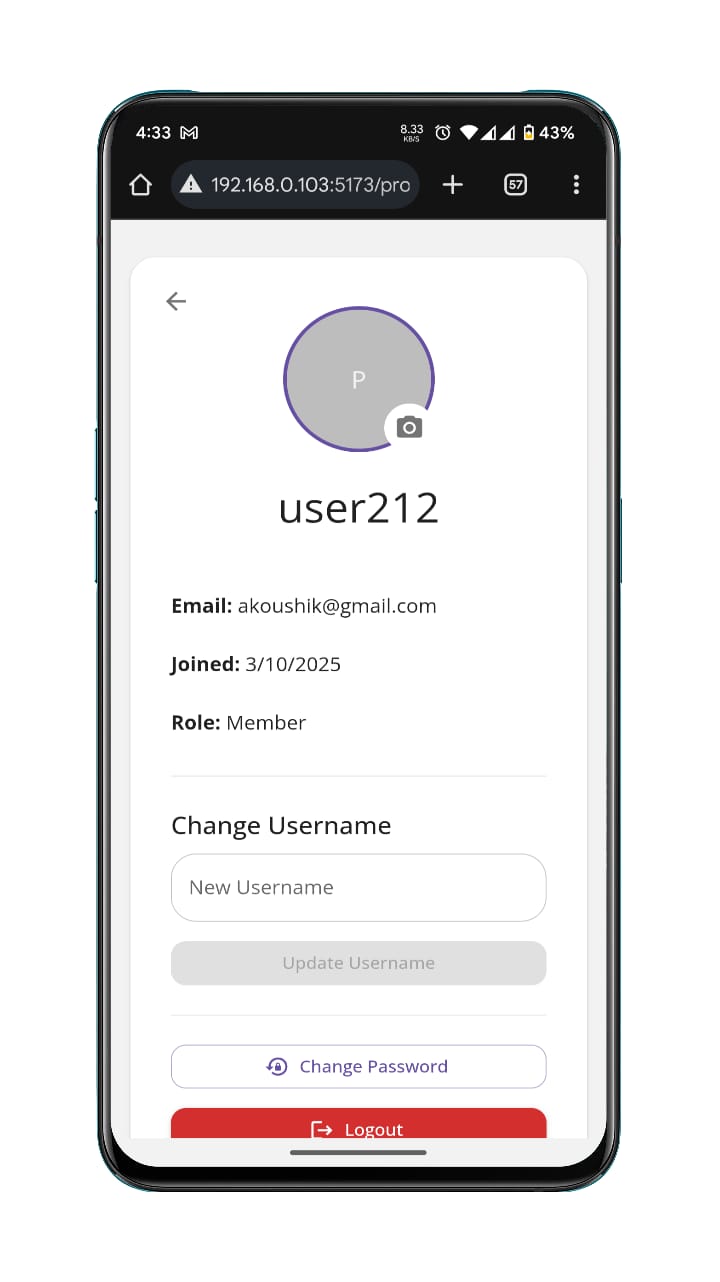 4:33 8.33 KB/S 43%
192.168.0.103:5173/pro 57
P
user212
Email: akoushik@gmail.com
Joined: 3/10/2025
Role: Member
Change Username
New Username
Update Username
Change Password
Logout